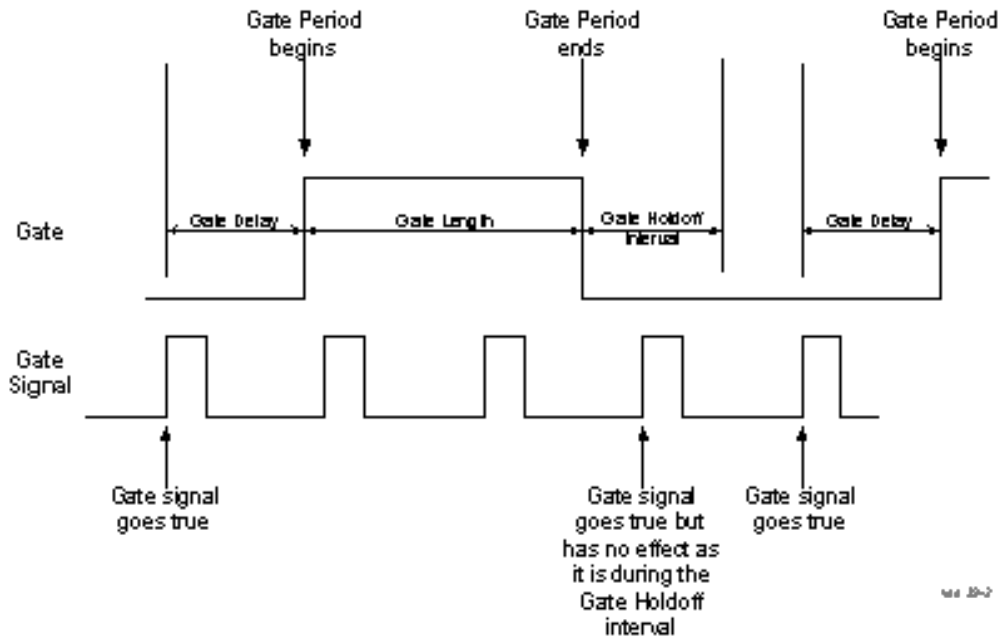 Gate Period
begins
Gate Period
ends
Gate Period
begins
Gate
Gate Delay
Gate Length
Gate Holdoff
Interval
Gate Delay
Gate
Signal
Gate signal
goes true
Gate signal
goes true but
has no effect as
it is during the
Gate Holdoff
interval
Gate signal
goes true